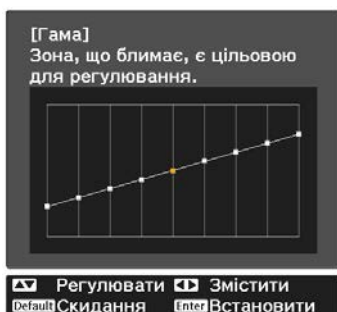 [Гама]
Зона, що блимає, є цільовою
для регулювання.
Регулювати Змістити
Default Скидання Enter Встановити